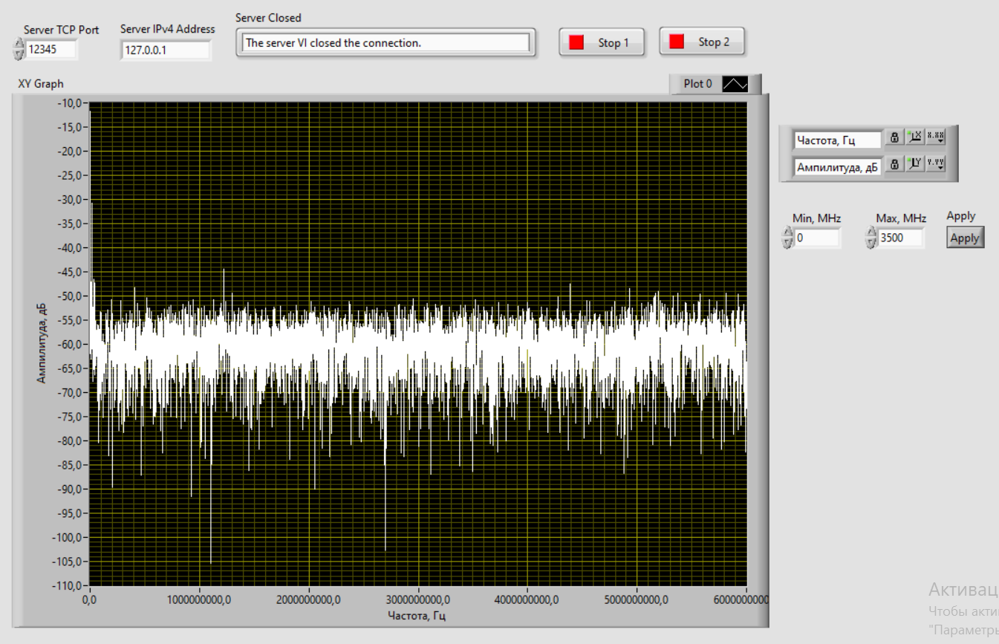 Server Closed
Server TCP Port
Server IPv4 Address
12345
127.0.0.1
The server VI closed the connection.
Stop 1
Stop 2
XY Graph
Plot 0
-10,0
-15,0
-20,0
-25,0
-30,0
-35,0
-40,0
-45,0
-50,0
-55,0
-60,0
-65,0
-70,0
-75,0
-80,0
-85,0
-90,0
-95,0
-100,0
-105,0
-110,0
Ампилитуда, дБ
0,0
1000000000,0
2000000000,0
3000000000,0
4000000000,0
5000000000,0
6000000000
Частота, Гц
Частота, Гц
X.XX
Ампилитуда, дБ
Y.YY
Min, MHz
Max, MHz
Apply
0
3500
Apply
Активац
Чтобы акти
"Параметры